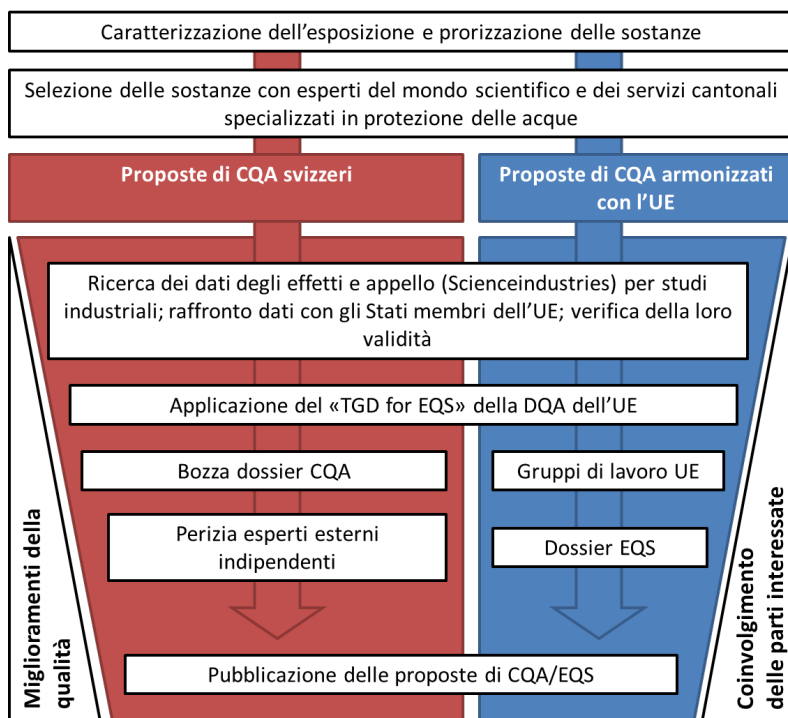 Caratterizzazione dell'esposizione e prorizzazione delle sostanze
Selezione delle sostanze con esperti del mondo scientifico e dei servizi cantonali
specializzati in protezione delle acque
Proposte di CQA svizzeri
Proposte di CQA armonizzati
con l'UE
Ricerca dei dati degli effetti e appello (Scienceindustries) per studi
industriali; raffronto dati con gli Stati membri dell'UE; verifica della loro
validità
Applicazione del «TGD for EQS» della DQA dell'UE
Bozza dossier CQA
Gruppi di lavoro UE
Perizia esperti esterni
indipendenti
Dossier EQS
Pubblicazione delle proposte di CQA/EQS
Miglioramenti della
qualità
Coinvolgimento
delle parti interessate